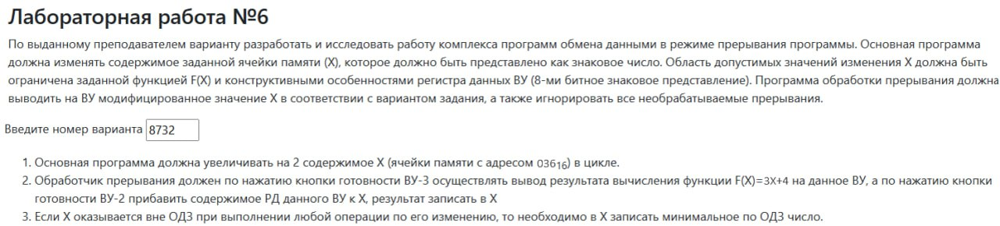 Лабораторная работа №6
По выданному преподавателем варианту разработать и исследовать работу комплекса программ обмена данными в режиме прерывания программы. Основная программа
должна изменять содержимое заданной ячейки памяти (X), которое должно быть представлено как знаковое число. Область допустимых значений изменения X должна быть
ограничена заданной функцией F(X) и конструктивными особенностями регистра данных ВУ (8-ми битное знаковое представление). Программа обработки прерывания должна
выводить на ВУ модифицированное значение X в соответствии с вариантом задания, а также игнорировать все необрабатываемые прерывания.
Введите номер варианта 8732
1. Основная программа должна увеличивать на 2 содержимое X (ячейки памяти с адресом 036₁₆) в цикле.
2. Обработчик прерывания должен по нажатию кнопки готовности ВУ-3 осуществлять вывод результата вычисления функции F(X)=3X+4 на данное ВУ, а по нажатию кнопки
готовности ВУ-2 прибавить содержимое РД данного ВУ к X, результат записать в X
3. Если X оказывается вне ОДЗ при выполнении любой операции по его изменению, то необходимо в X записать минимальное по ОДЗ число.